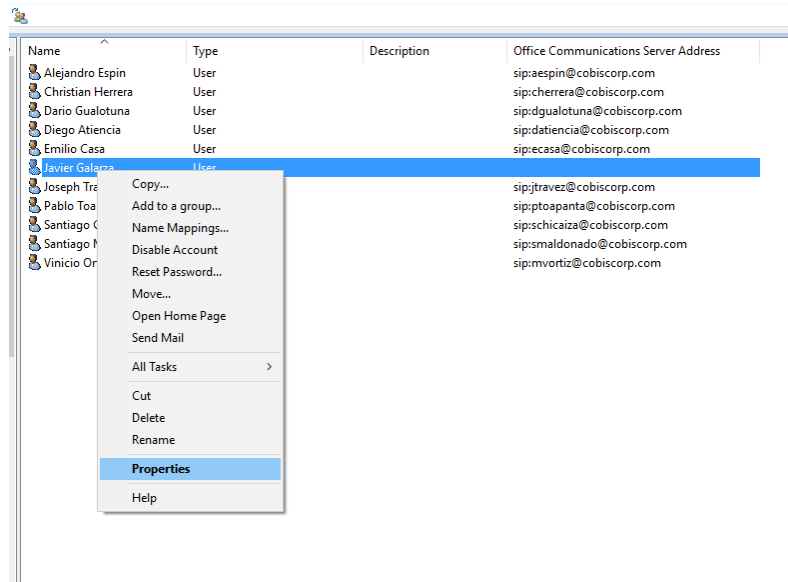 Name Type Description Office Communications Server Address
Alejandro Espin User sip:aespin@cobiscorp.com
Christian Herrera User sip:cherrera@cobiscorp.com
Dario Gualotuna User sip:dgualotuna@cobiscorp.com
Diego Atiencia User sip:datiencia@cobiscorp.com
Emilio Casa User sip:ecasa@cobiscorp.com
Javier Galarza User
Joseph Tra sip:jtravez@cobiscorp.com
Pablo Toa sip:ptoapanta@cobiscorp.com
Santiago sip:schicaiza@cobiscorp.com
Santiago sip:smaldonado@cobiscorp.com
Vinicio Or sip:mvortiz@cobiscorp.com
Copy...
Add to a group...
Name Mappings...
Disable Account
Reset Password...
Move...
Open Home Page
Send Mail
All Tasks
Cut
Delete
Rename
Properties
Help